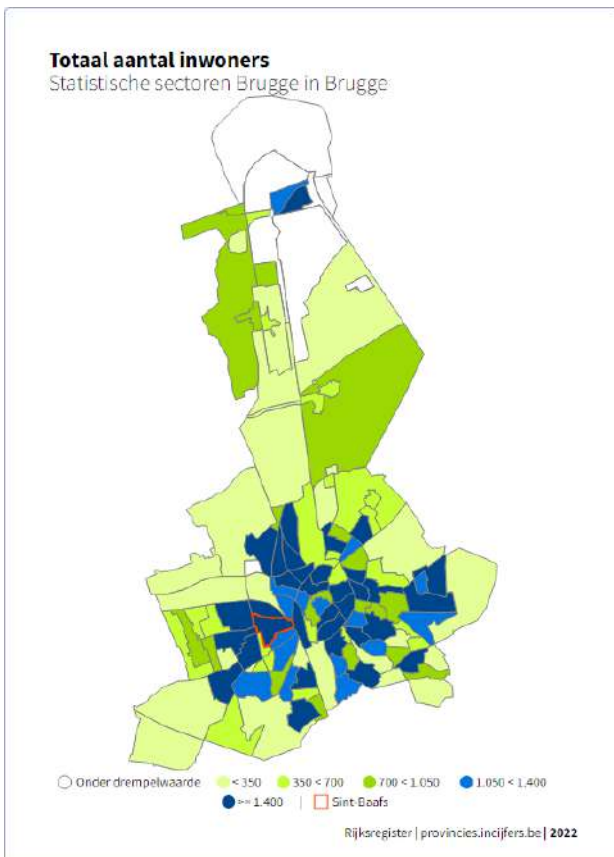 Totaal aantal inwoners
Statistische sectoren Brugge in Brugge
Onder drempelwaarde < 350 350 < 700 700 < 1.050 1.050 < 1.400
>= 1.400 | Sint-Baafs
Rijksregister | provincies.incijfers.be | 2022